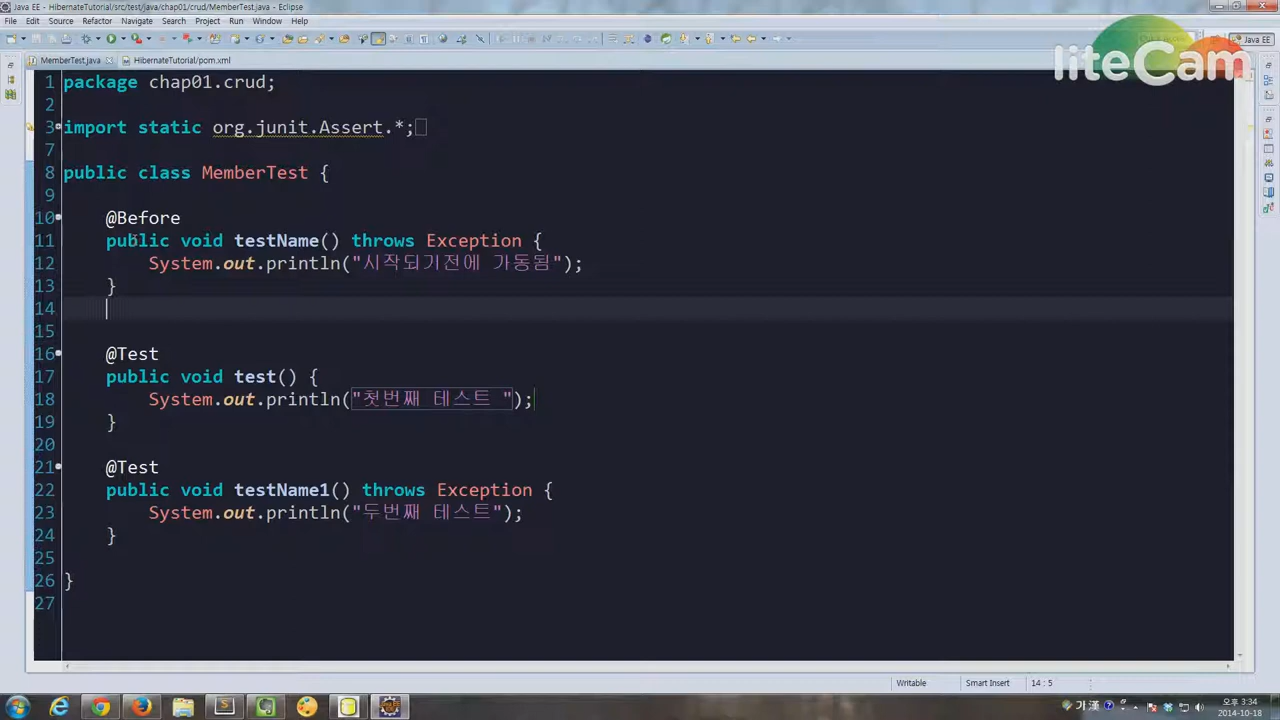 Java EE - HibernateTutorial/src/test/java/chap01/crud/MemberTest.java - Eclipse
File Edit Source Refactor Navigate Search Project Run Window Help
Java EE
liteCam
MemberTest.java HibernateTutorial/pom.xml
1 package chap01.crud;
2
3 import static org.junit.Assert.*;
7
8 public class MemberTest {
9
10 @Before
11 public void testName() throws Exception {
12 System.out.println("시작되기전에 가동됨");
13 }
14
15
16 @Test
17 public void test() {
18 System.out.println("첫번째 테스트 ");
19 }
20
21 @Test
22 public void testName1() throws Exception {
23 System.out.println("두번째 테스트");
24 }
25
26 }
27
Writable Smart Insert 14 : 5
가 漢
오후 3:34
2014-10-18